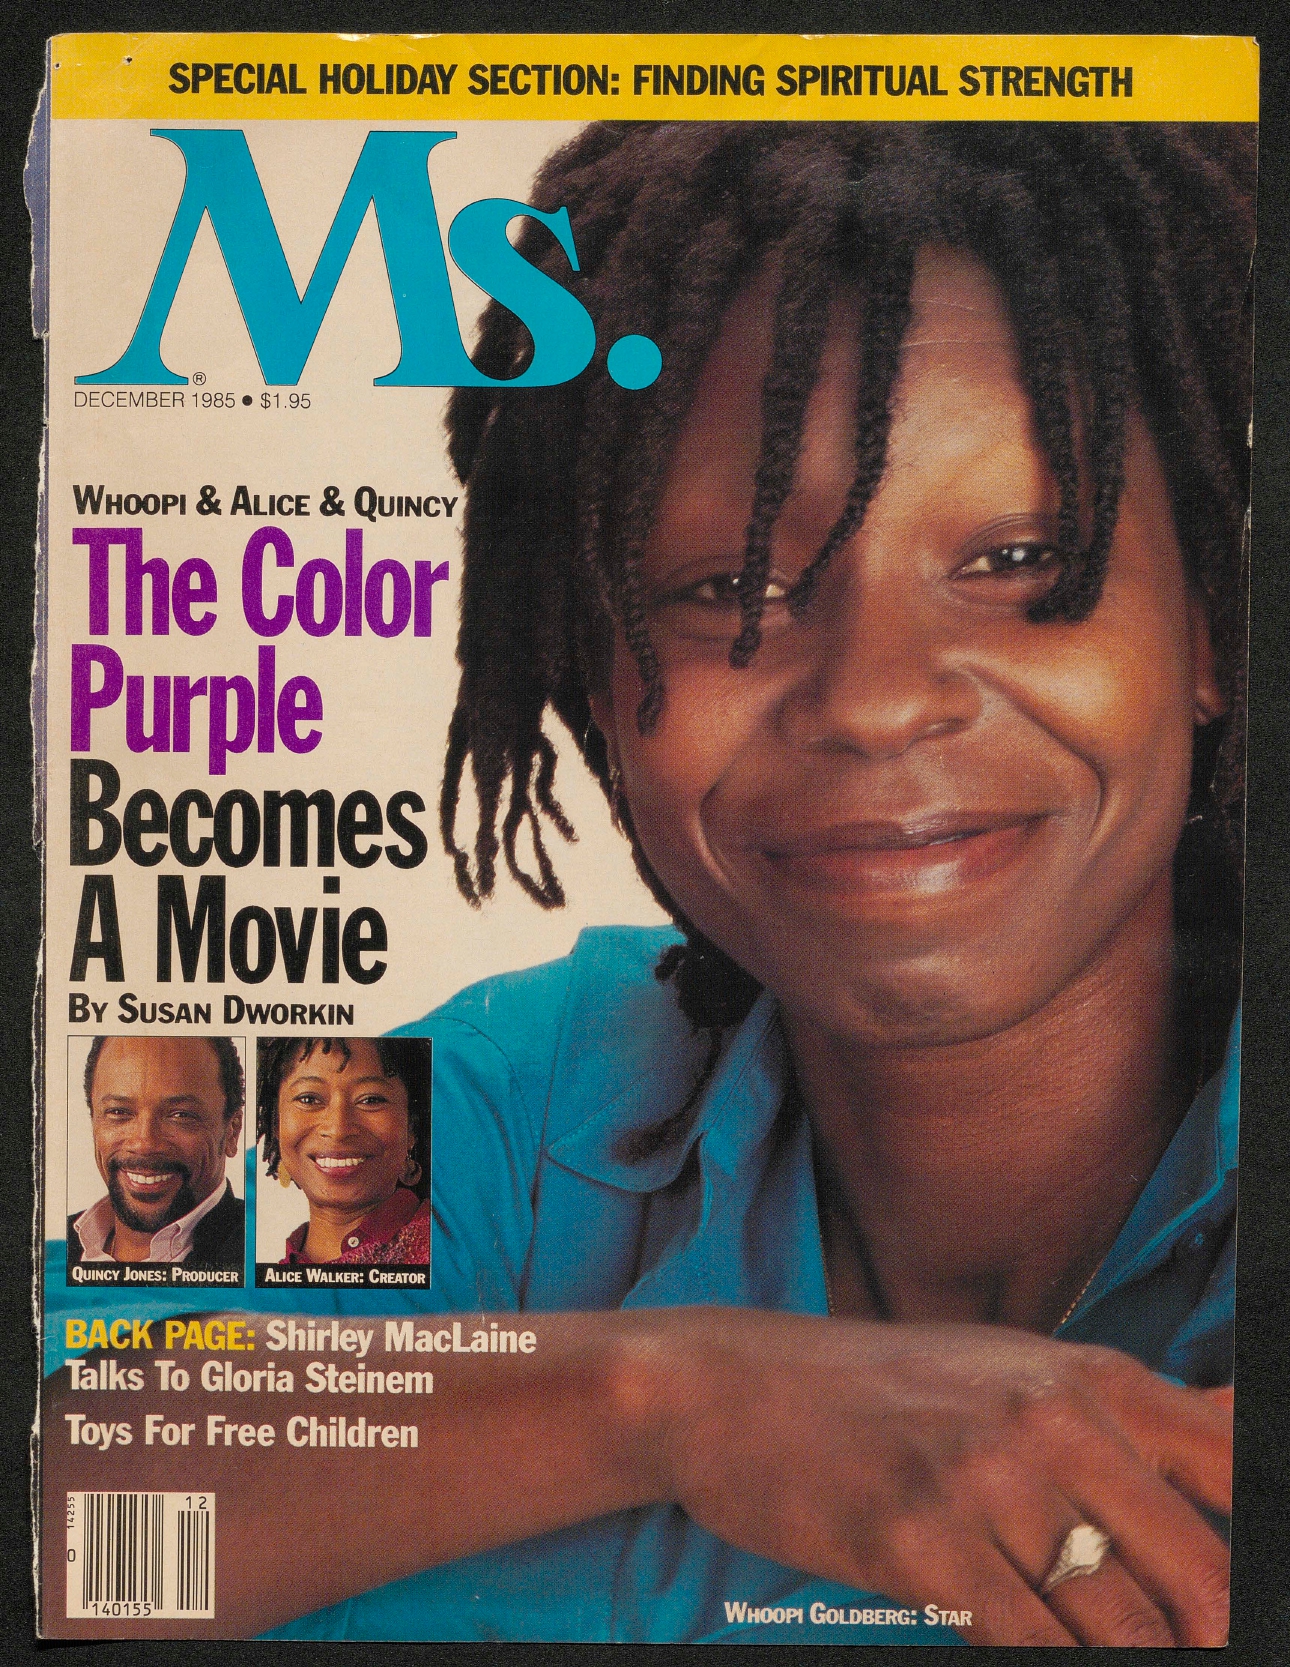 SPECIAL HOLIDAY SECTION: FINDING SPIRITUAL STRENGTH
Ms.
®
DECEMBER 1985 ● $1.95
WHOOPI & ALICE & QUINCY
The Color
Purple
Becomes
A Movie
BY SUSAN DWORKIN
QUINCY JONES: PRODUCER
ALICE WALKER: CREATOR
BACK PAGE: Shirley MacLaine
Talks To Gloria Steinem
Toys For Free Children
14255
12
0
140155
WHOOPI GOLDBERG: STAR